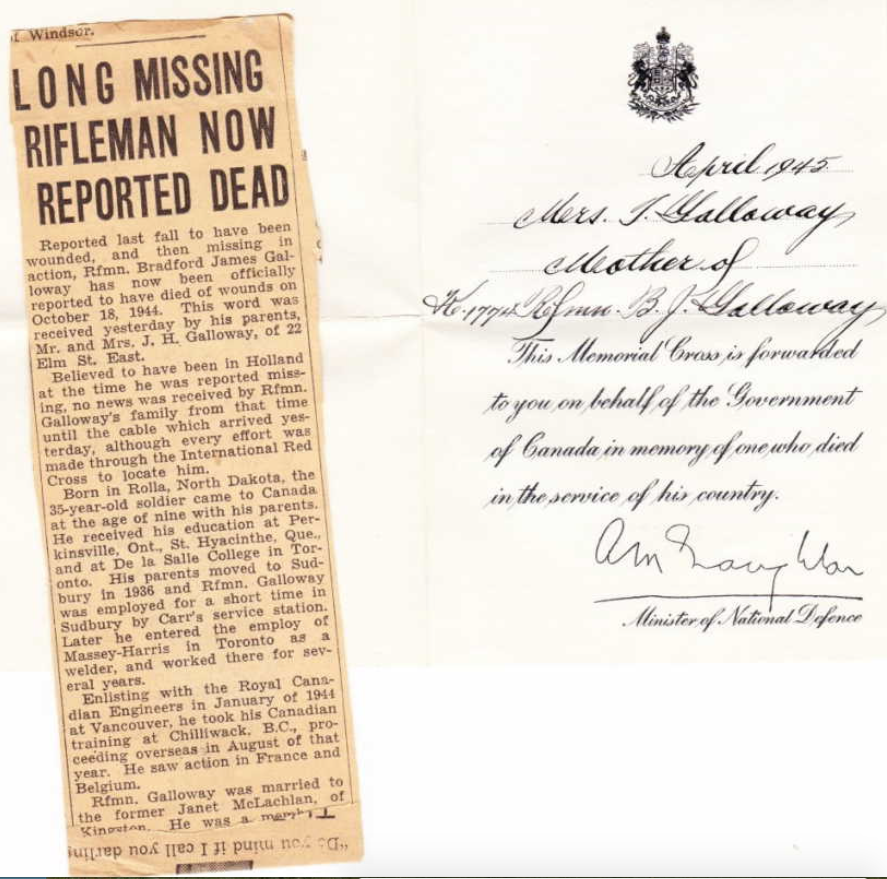 of Windsor.
LONG MISSING
RIFLEMAN NOW
REPORTED DEAD
Reported last fall to have been
wounded, and then missing in
action, Rfmn. Bradford James Gal-
loway has now been officially
reported to have died of wounds on
October 18, 1944. This word was
received yesterday by his parents,
Mr. and Mrs. J. H. Galloway, of 22
Elm St. East.
Believed to have been in Holland
at the time he was reported miss-
ing, no news was received by Rfmn.
Galloway's family from that time
until the cable which arrived yes-
terday, although every effort was
made through the International Red
Cross to locate him.
Born in Rolla, North Dakota, the
35-year-old soldier came to Canada
at the age of nine with his parents.
He received his education at Per-
kinsville, Ont., St. Hyacinthe, Que.,
and at De la Salle College in Tor-
onto. His parents moved to Sud-
bury in 1936 and Rfmn. Galloway
was employed for a short time in
Sudbury by Carr's service station.
Later he entered the employ of
Massey-Harris in Toronto as a
welder, and worked there for sev-
eral years.
Enlisting with the Royal Cana-
dian Engineers in January of 1944
at Vancouver, he took his Canadian
training at Chilliwack, B.C., pro-
ceeding overseas in August of that
year. He saw action in France and
Belgium.
Rfmn. Galloway was married to
the former Janet McLachlan, of
Kingston. He was a
"Do you mind if I call you darling
April 1945
Mrs. J. Galloway
Mother of
Rfmn. B. J. Galloway
This Memorial Cross is forwarded
to you on behalf of the Government
of Canada in memory of one who died
in the service of his country.
Minister of National Defence